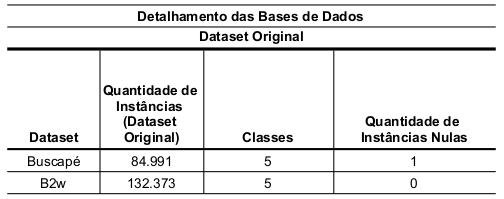 Detalhamento das Bases de Dados
Dataset Original
Dataset Quantidade de Instâncias (Dataset Original) Classes Quantidade de Instâncias Nulas
Buscapé 84.991 5 1
B2w 132.373 5 0